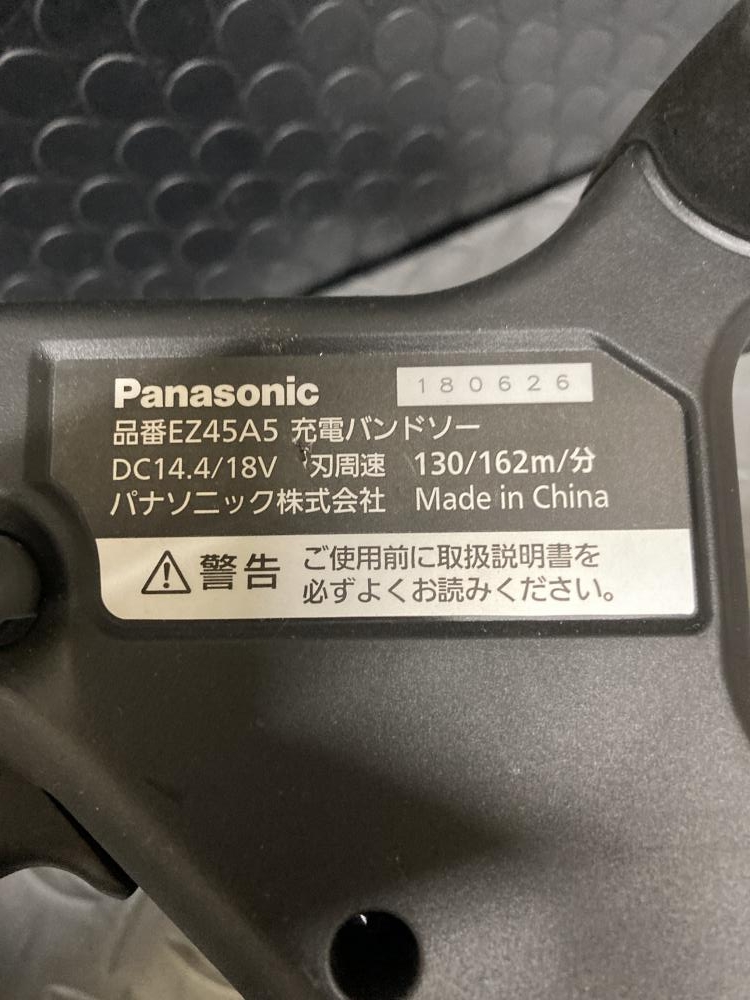 Panasonic 180626
品番EZ45A5 充電バンドソー
DC14.4/18V 刃周速 130/162m/分
パナソニック株式会社 Made in China
警告 ご使用前に取扱説明書を
必ずよくお読みください。